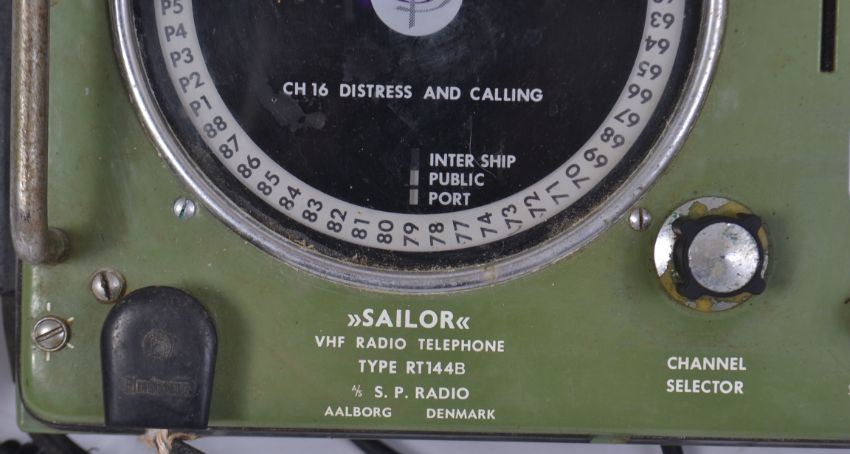 P5
P4
P3
P2
P1
88
87
86
85
84
83
82
81
80
79
78
77
74
73
72
71
70
69
68
67
66
65
64
63
CH 16 DISTRESS AND CALLING
INTER SHIP
PUBLIC
PORT
»SAILOR«
VHF RADIO TELEPHONE
TYPE RT144B
A/S S. P. RADIO
AALBORG DENMARK
CHANNEL
SELECTOR